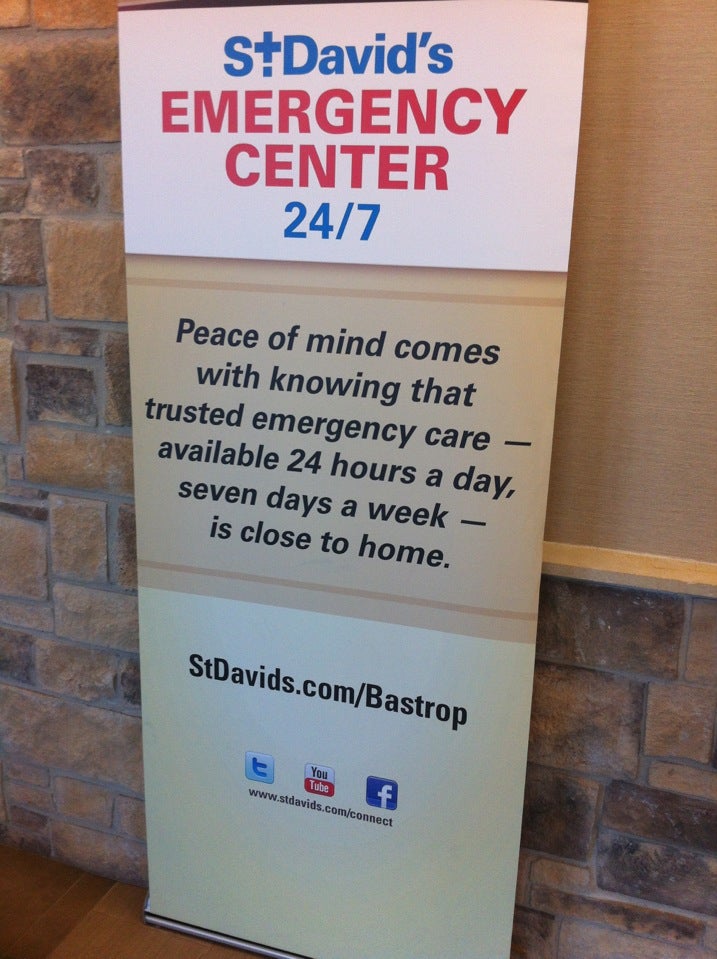 St David's
EMERGENCY
CENTER
24/7
Peace of mind comes
with knowing that
trusted emergency care —
available 24 hours a day,
seven days a week —
is close to home.
StDavids.com/Bastrop
t You Tube f
www.stdavids.com/connect